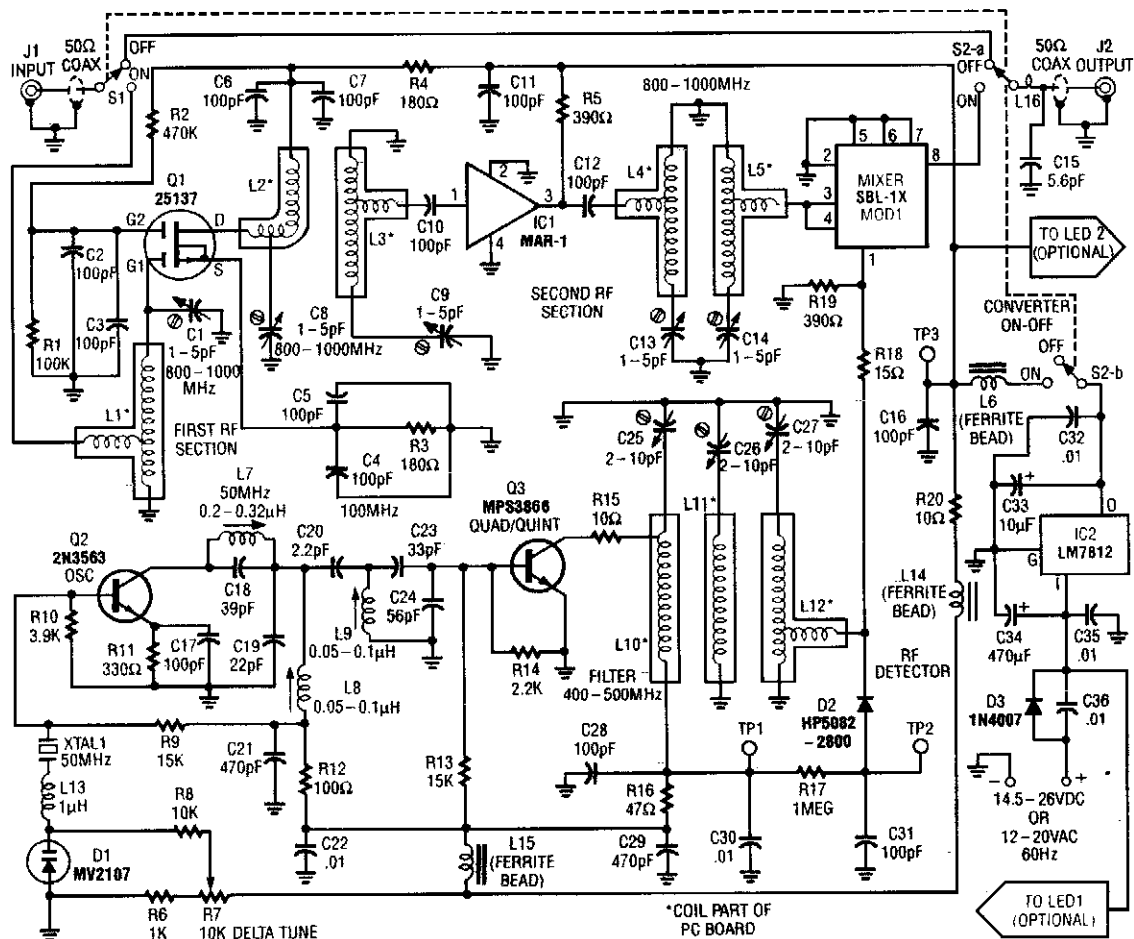 J1
INPUT
50Ω
COAX
OFF
ON
S1
C6
100pF
C7
100pF
R4
180Ω
C11
100pF
R5
390Ω
800-1000MHz
S2-a
OFF
ON
L16
50Ω
COAX
J2
OUTPUT
C15
5.6pF
R2
470K
Q1
25137
G2
D
G1
S
L2*
L3*
C10
100pF
1
2
3
4
IC1
MAR-1
C12
100pF
L4*
L5*
2
3
4
5
6
7
8
1
MIXER
SBL-1X
MOD1
TO LED 2
(OPTIONAL)
C2
100pF
C3
100pF
R1
100K
C1
1-5pF
800-1000
MHz
C8
1-5pF
800-1000MHz
C9
1-5pF
SECOND RF
SECTION
C13
1-5pF
C14
1-5pF
R19
390Ω
R18
15Ω
CONVERTER
ON-OFF
OFF
TP3
ON
S2-b
L6
(FERRITE
BEAD)
C16
100pF
C32
.01
L1*
FIRST RF
SECTION
C5
100pF
C4
100pF
R3
180Ω
100MHz
C25
2-10pF
C26
2-10pF
C27
2-10pF
R20
10Ω
C33
10µF
+
O
IC2
LM7812
G
I
L7
50MHz
0.2-0.32µH
Q2
2N3563
OSC
C18
39pF
C20
2.2pF
C23
33pF
Q3
MPS3866
QUAD/QUINT
R15
10Ω
L11*
L10*
L12*
L14
(FERRITE
BEAD)
C34
470µF
+
C35
.01
R10
3.9K
R11
330Ω
C17
100pF
C19
22pF
L9
0.05-0.1µH
C24
56pF
R14
2.2K
FILTER
400-500MHz
RF
DETECTOR
L8
0.05-0.1µH
D2
HP5082
-2800
D3
1N4007
C36
.01
XTAL1
50MHz
R9
15K
C21
470pF
R12
100Ω
R13
15K
C28
100pF
TP1
TP2
R17
1MEG
R16
47Ω
-
+
14.5-26VDC
OR
12-20VAC
60Hz
L13
1µH
R8
10K
D1
MV2107
C22
.01
L15
(FERRITE
BEAD)
C29
470pF
C30
.01
C31
100pF
R6
1K
R7
10K DELTA TUNE
*COIL PART OF
PC BOARD
TO LED1
(OPTIONAL)